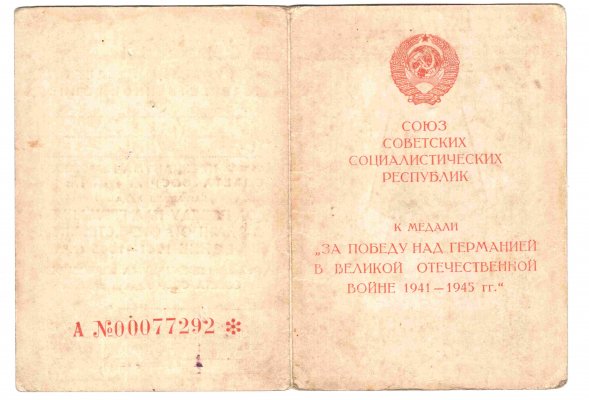 А №00077292 *
СОЮЗ
СОВЕТСКИХ
СОЦИАЛИСТИЧЕСКИХ
РЕСПУБЛИК
К МЕДАЛИ
„ЗА ПОБЕДУ НАД ГЕРМАНИЕЙ
В ВЕЛИКОЙ ОТЕЧЕСТВЕННОЙ
ВОЙНЕ 1941—1945 гг.“